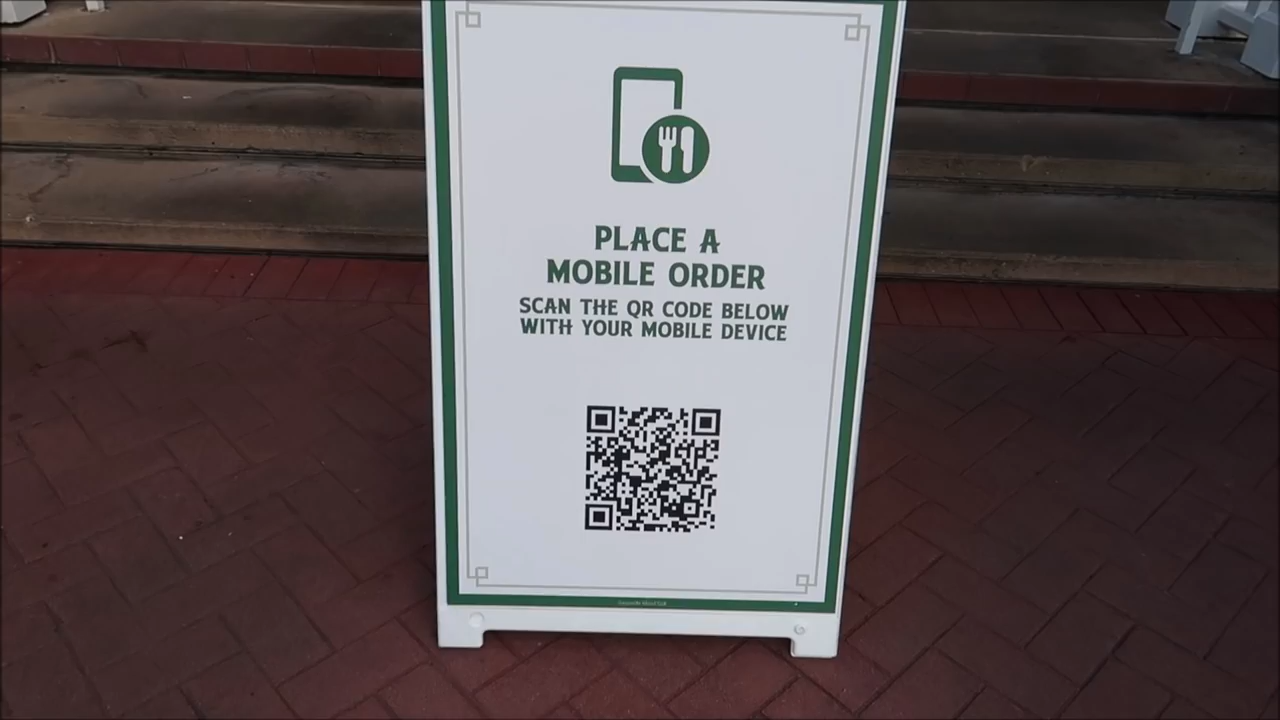 PLACE A
MOBILE ORDER
SCAN THE QR CODE BELOW
WITH YOUR MOBILE DEVICE